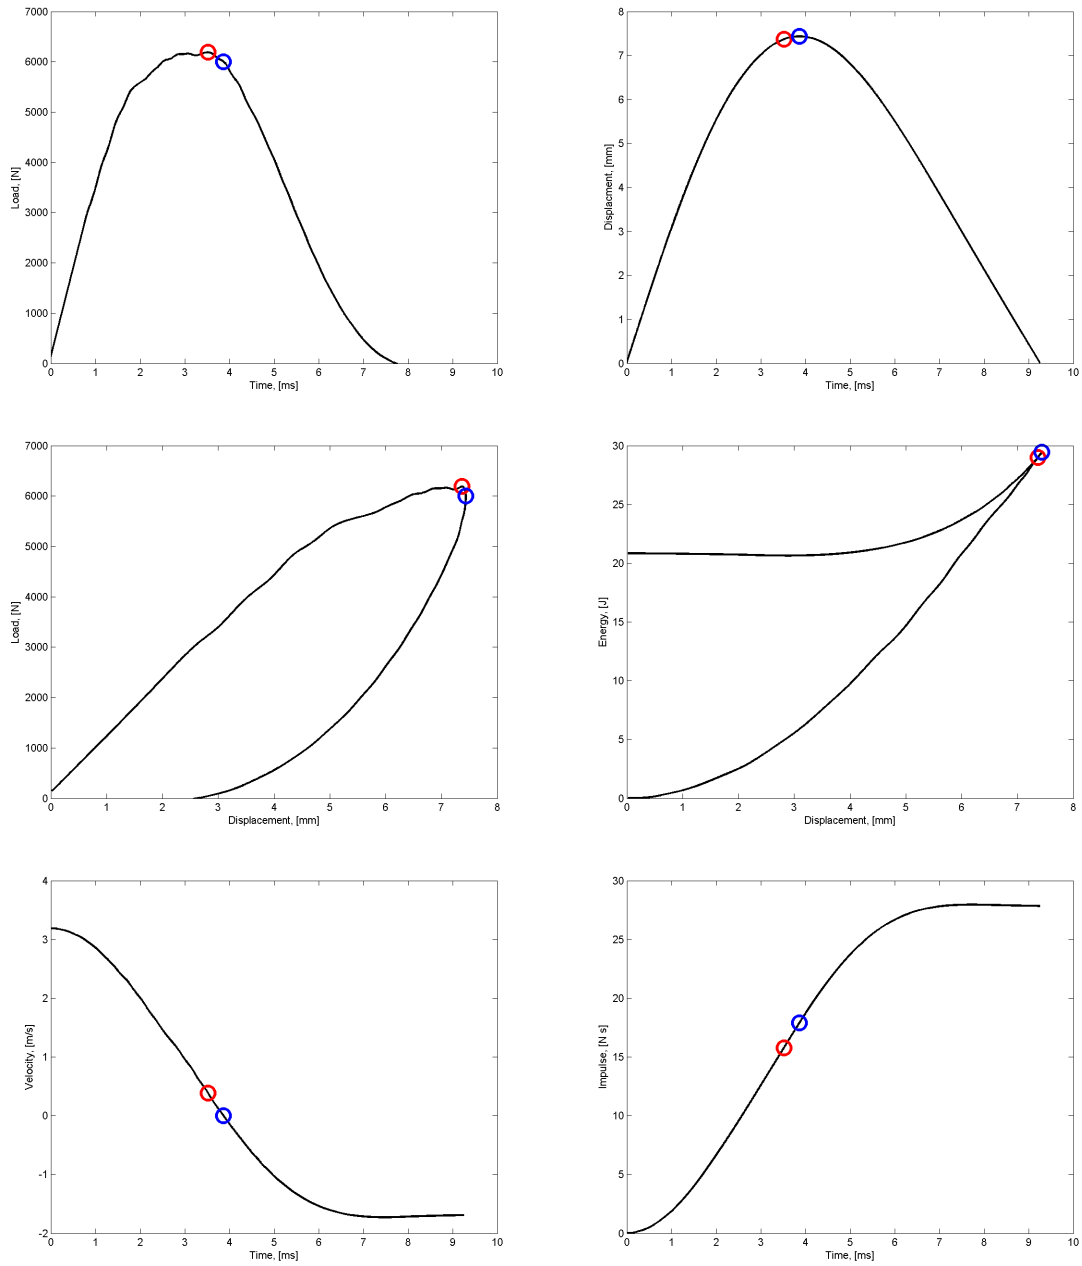 7000
6000
5000
4000
3000
2000
1000
0
Load, [N]
0 1 2 3 4 5 6 7 8 9 10
Time, [ms]
8
7
6
5
4
3
2
1
0
Displacment, [mm]
0 1 2 3 4 5 6 7 8 9 10
Time, [ms]
7000
6000
5000
4000
3000
2000
1000
0
Load, [N]
0 1 2 3 4 5 6 7 8
Displacement, [mm]
30
25
20
15
10
5
0
Energy, [J]
0 1 2 3 4 5 6 7 8
Displacement, [mm]
4
3
2
1
0
-1
-2
Velocity, [m/s]
0 1 2 3 4 5 6 7 8 9 10
Time, [ms]
30
25
20
15
10
5
0
Impulse, [N s]
0 1 2 3 4 5 6 7 8 9 10
Time, [ms]